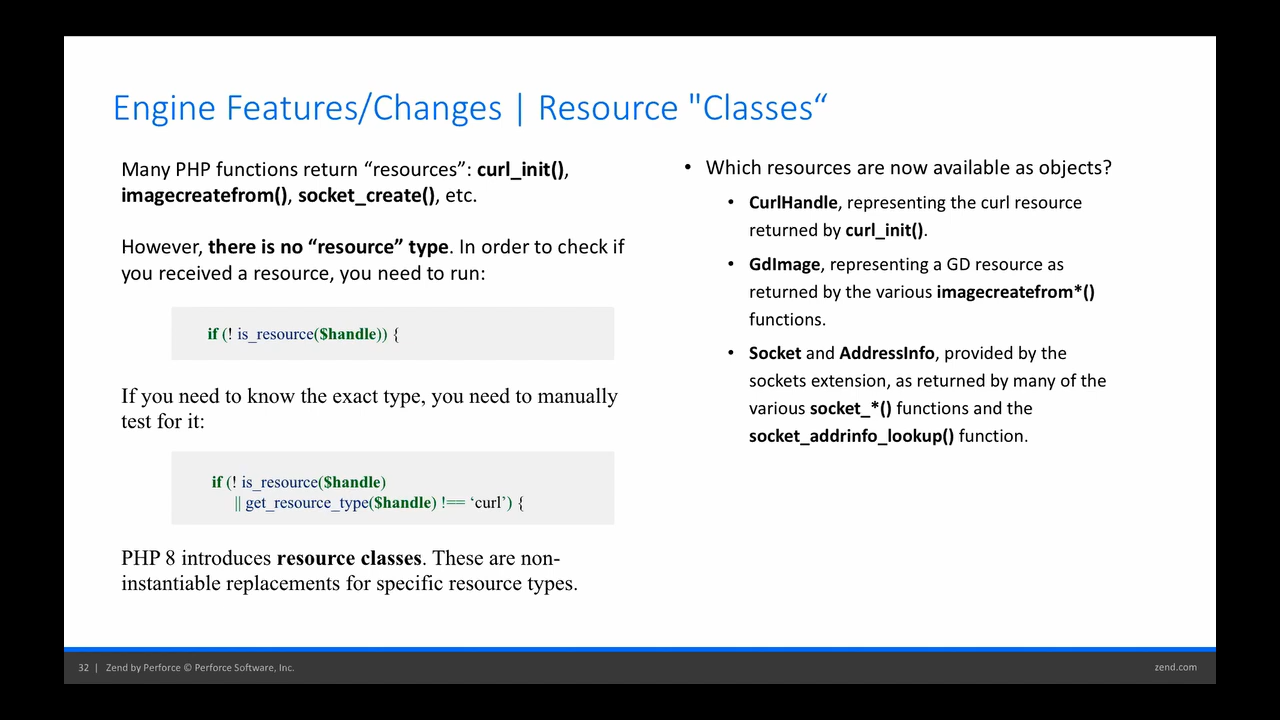 Engine Features/Changes | Resource "Classes“
Many PHP functions return “resources”: curl_init(),
imagecreatefrom(), socket_create(), etc.
However, there is no “resource” type. In order to check if
you received a resource, you need to run:
if (! is_resource($handle)) {
If you need to know the exact type, you need to manually
test for it:
if (! is_resource($handle)
|| get_resource_type($handle) !== ‘curl’) {
PHP 8 introduces resource classes. These are non-
instantiable replacements for specific resource types.
• Which resources are now available as objects?
• CurlHandle, representing the curl resource
returned by curl_init().
• GdImage, representing a GD resource as
returned by the various imagecreatefrom*()
functions.
• Socket and AddressInfo, provided by the
sockets extension, as returned by many of the
various socket_*() functions and the
socket_addrinfo_lookup() function.
32 | Zend by Perforce © Perforce Software, Inc.
zend.com